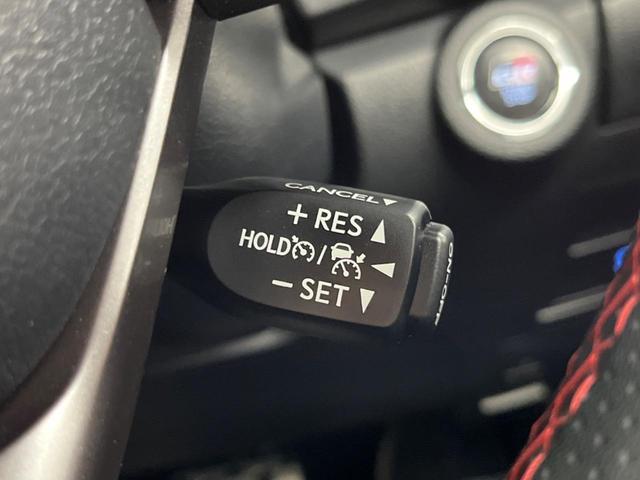 CANCEL▼
+ RES ▲
HOLD / ◀
− SET ▼
ON/OFF